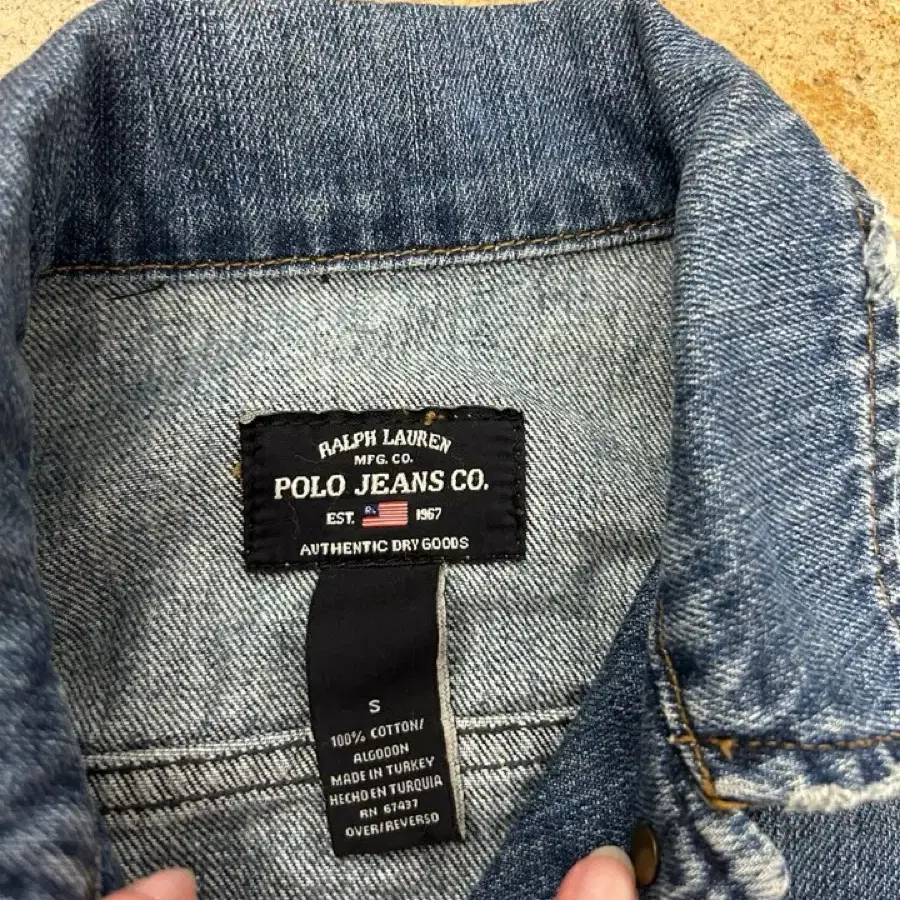 RALPH LAUREN
MFG. CO.
POLO JEANS CO.
EST. RL 1967
AUTHENTIC DRY GOODS
S
100% COTTON/
ALGODON
MADE IN TURKEY
HECHO EN TURQUIA
RN 67437
OVER/REVERSO